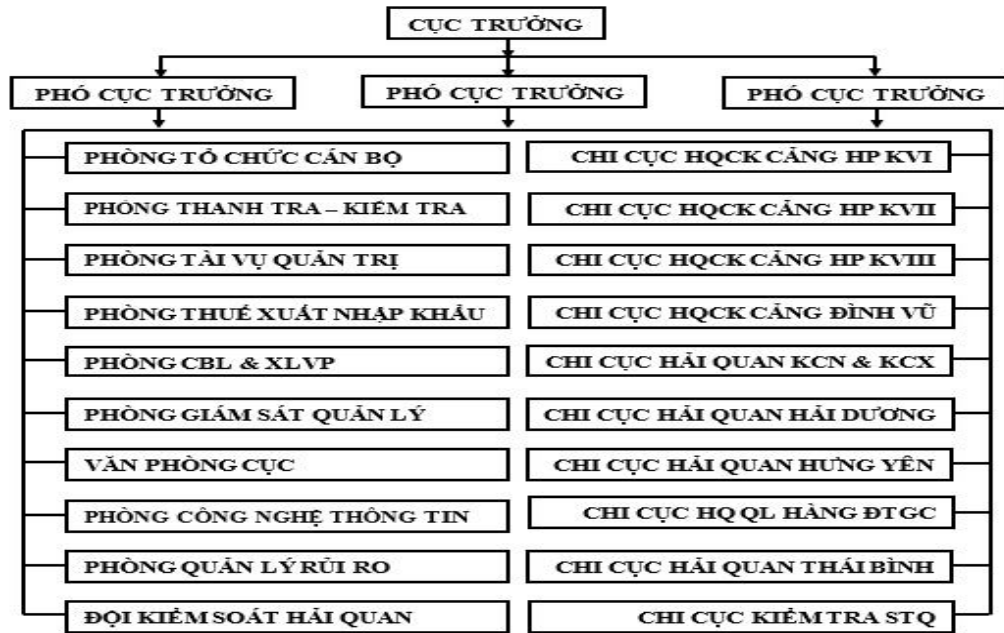 CỤC TRƯỞNG
PHÓ CỤC TRƯỞNG
PHÓ CỤC TRƯỞNG
PHÓ CỤC TRƯỞNG
PHÒNG TỔ CHỨC CÁN BỘ
PHÒNG THANH TRA – KIỂM TRA
PHÒNG TÀI VỤ QUẢN TRỊ
PHÒNG THUẾ XUẤT NHẬP KHẨU
PHÒNG CBL & XLVP
PHÒNG GIÁM SÁT QUẢN LÝ
VĂN PHÒNG CỤC
PHÒNG CÔNG NGHỆ THÔNG TIN
PHÒNG QUẢN LÝ RỦI RO
ĐỘI KIỂM SOÁT HẢI QUAN
CHI CỤC HQCK CẢNG HP KVI
CHI CỤC HQCK CẢNG HP KVII
CHI CỤC HQCK CẢNG HP KVIII
CHI CỤC HQCK CẢNG ĐÌNH VŨ
CHI CỤC HẢI QUAN KCN & KCX
CHI CỤC HẢI QUAN HẢI DƯƠNG
CHI CỤC HẢI QUAN HƯNG YÊN
CHI CỤC HQ QL HÀNG ĐTGC
CHI CỤC HẢI QUAN THÁI BÌNH
CHI CỤC KIỂM TRA STQ